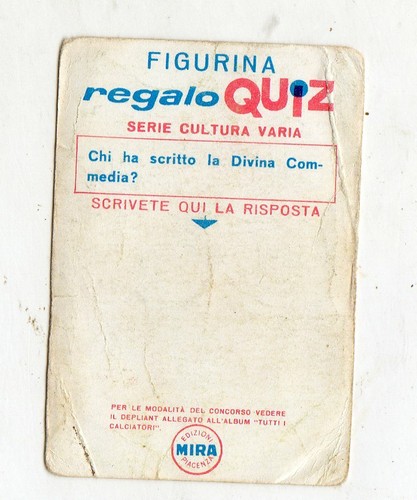 FIGURINA
regalo QUIZ
SERIE CULTURA VARIA
Chi ha scritto la Divina Com-
media?
SCRIVETE QUI LA RISPOSTA
PER LE MODALITÀ DEL CONCORSO VEDERE
IL DEPLIANT ALLEGATO ALL'ALBUM "TUTTI I
CALCIATORI".
EDIZIONI
MIRA
PIACENZA